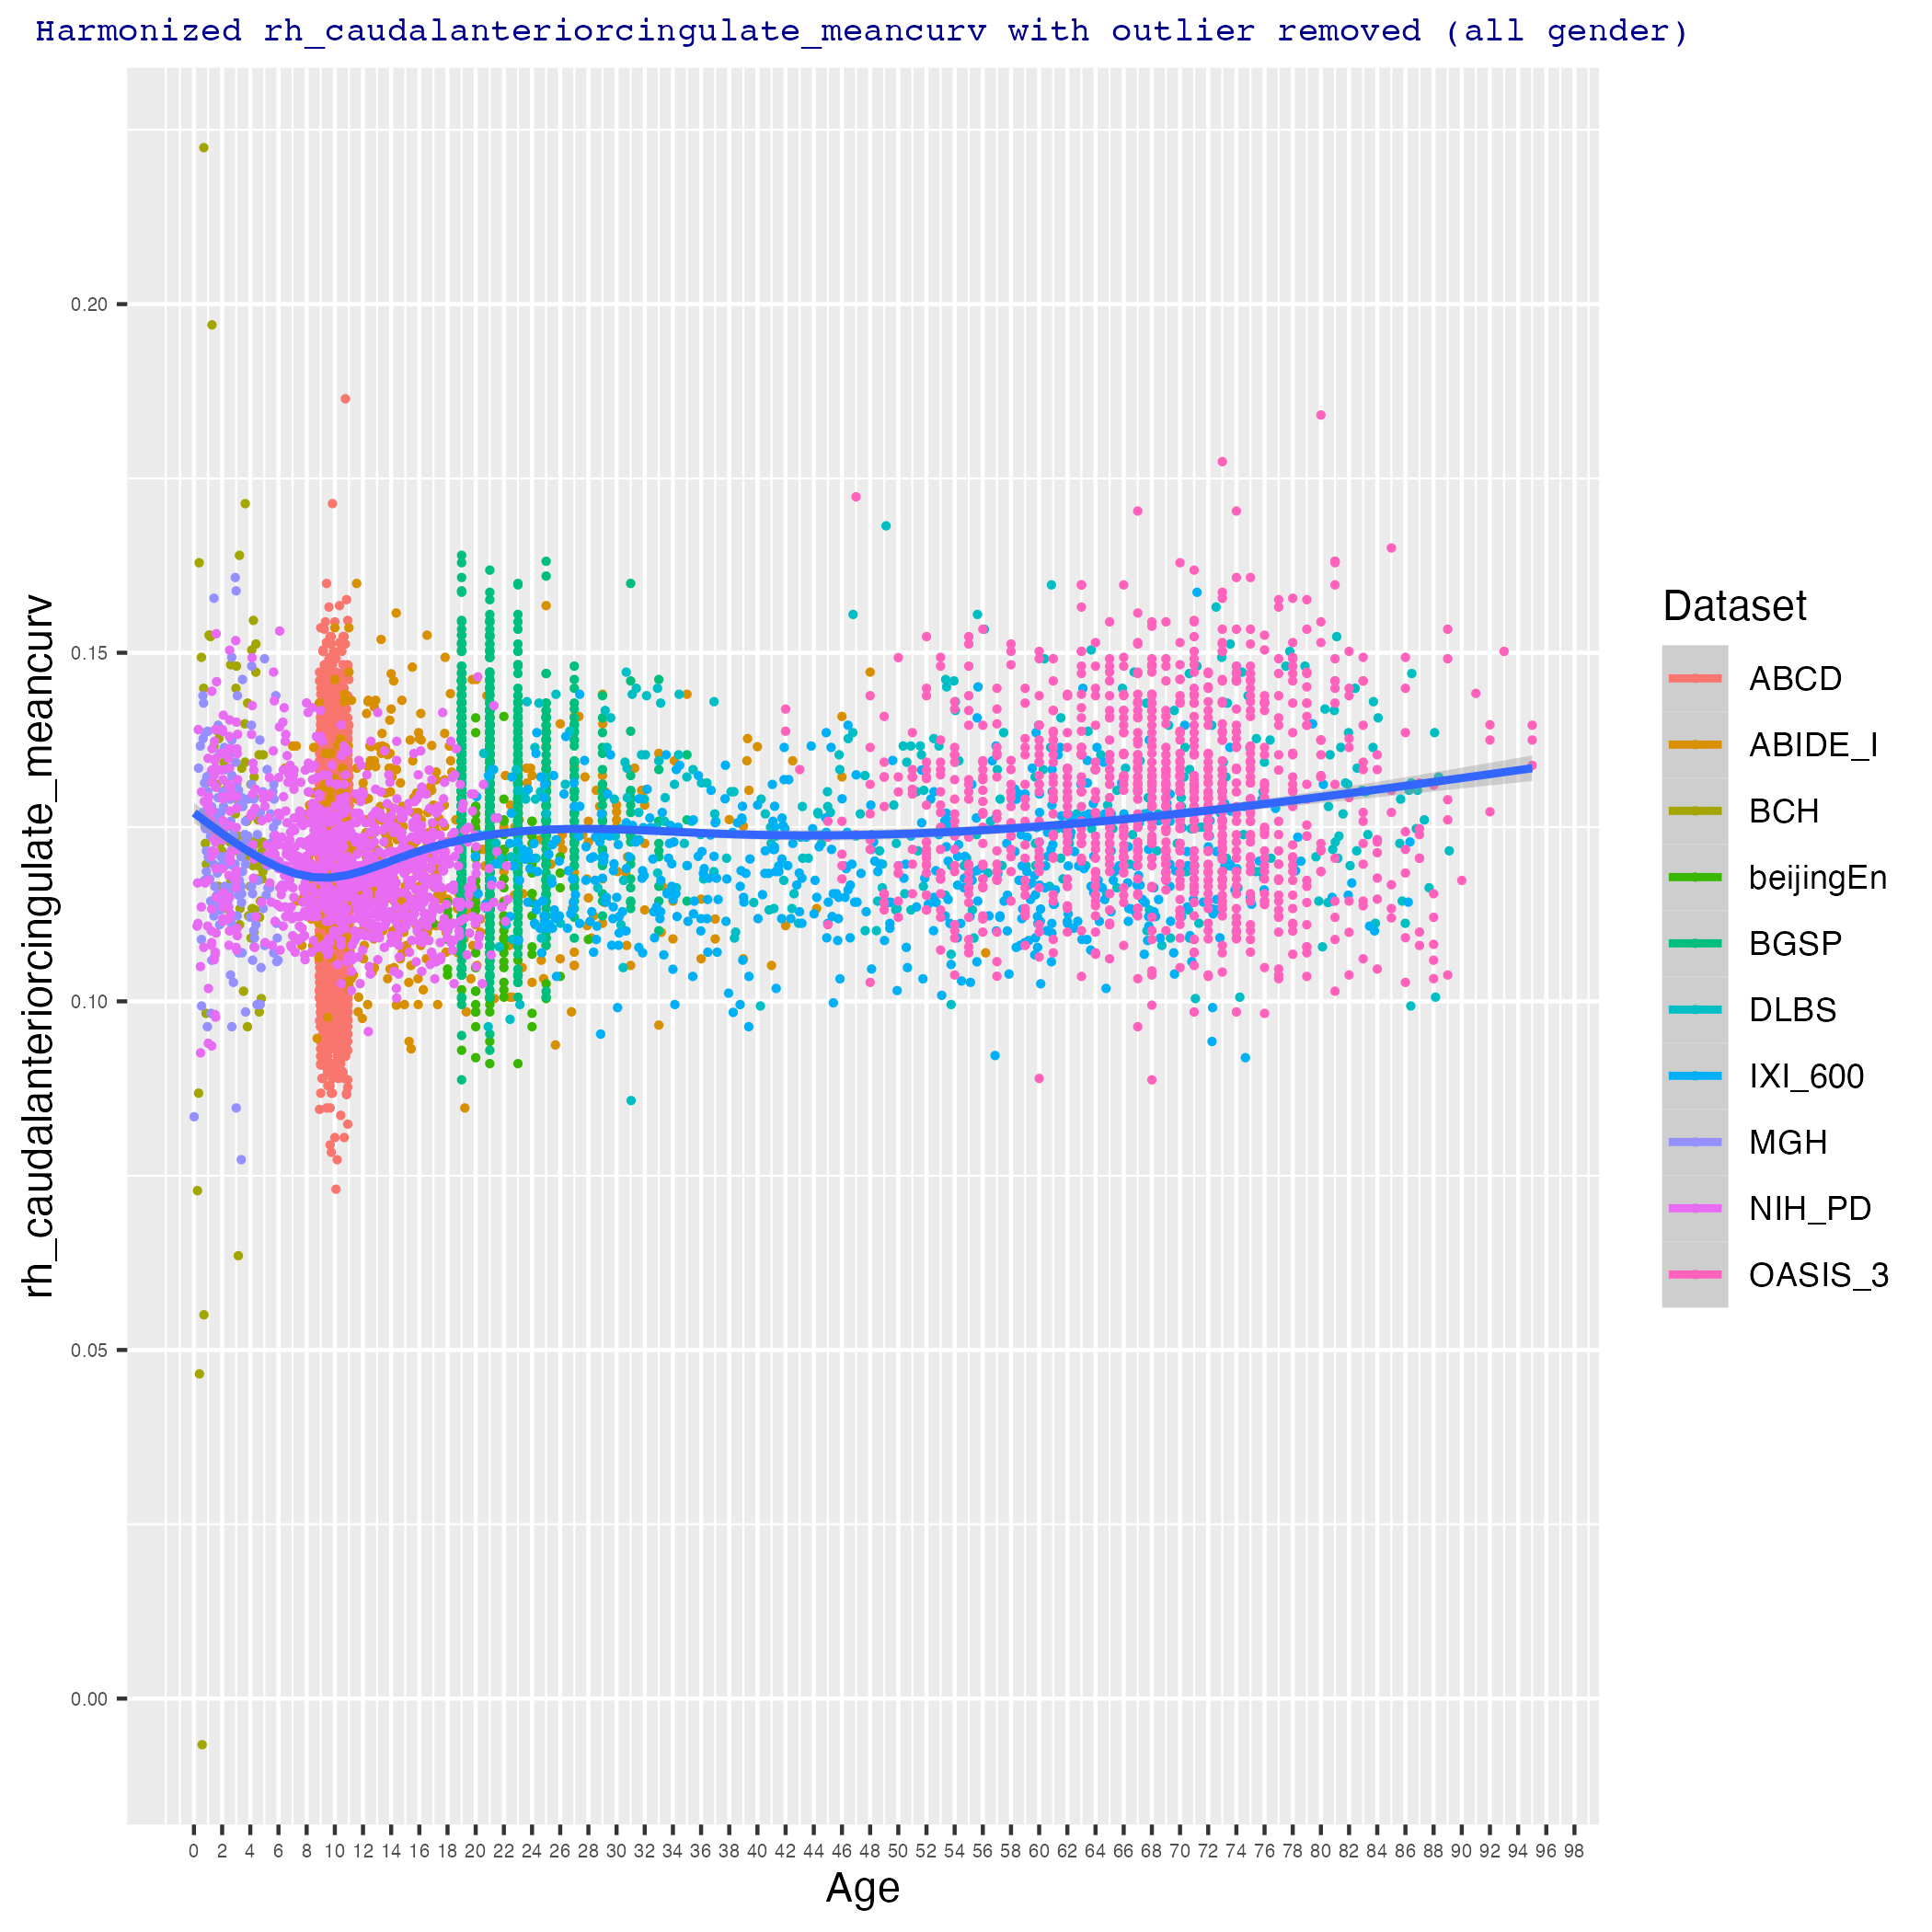 Harmonized rh_caudalanteriorcingulate_meancurv with outlier removed (all gender)
rh_caudalanteriorcingulate_meancurv
0.20
0.15
0.10
0.05
0.00
0 2 4 6 8 10 12 14 16 18 20 22 24 26 28 30 32 34 36 38 40 42 44 46 48 50 52 54 56 58 60 62 64 66 68 70 72 74 76 78 80 82 84 86 88 90 92 94 96 98
Age
Dataset
ABCD
ABIDE_I
BCH
beijingEn
BGSP
DLBS
IXI_600
MGH
NIH_PD
OASIS_3